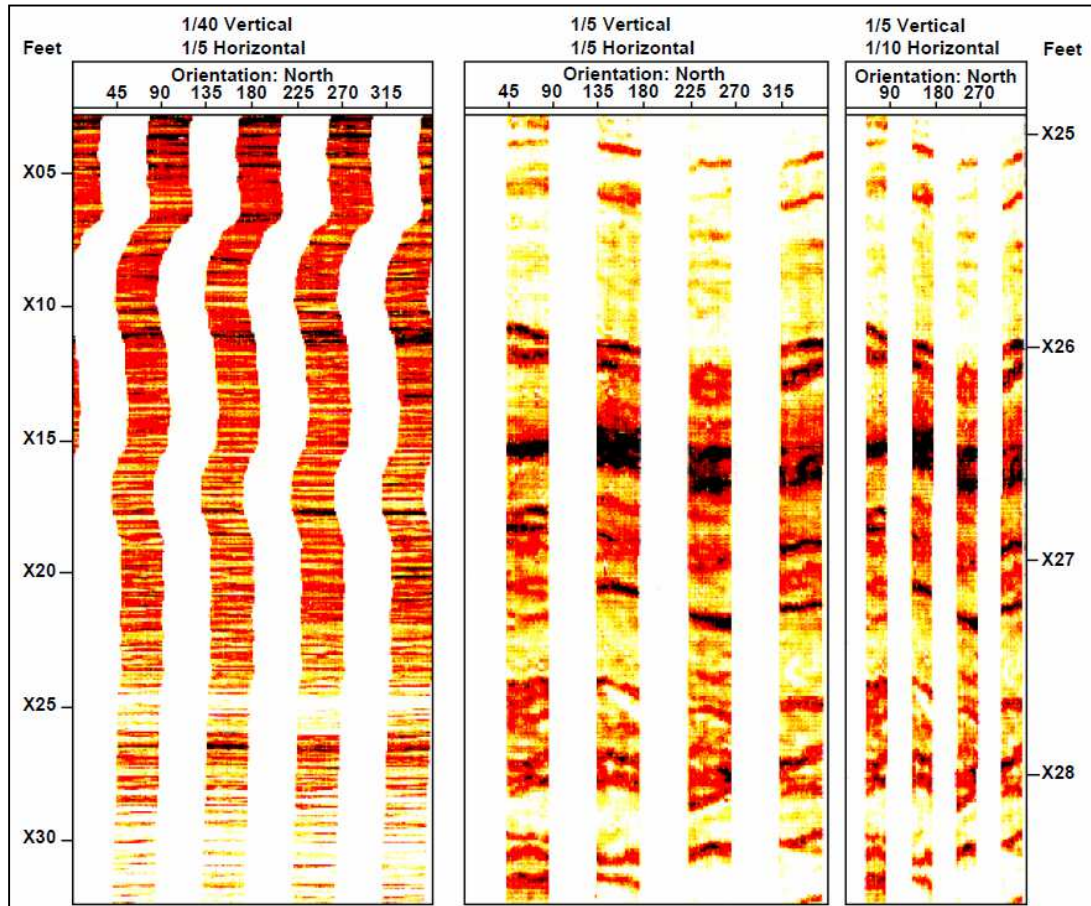 1/40 Vertical
1/5 Horizontal
1/5 Vertical
1/5 Horizontal
1/5 Vertical
1/10 Horizontal
Feet
Feet
Orientation: North
45 90 135 180 225 270 315
Orientation: North
45 90 135 180 225 270 315
Orientation: North
90 180 270
X05
X10
X15
X20
X25
X30
X25
X26
X27
X28